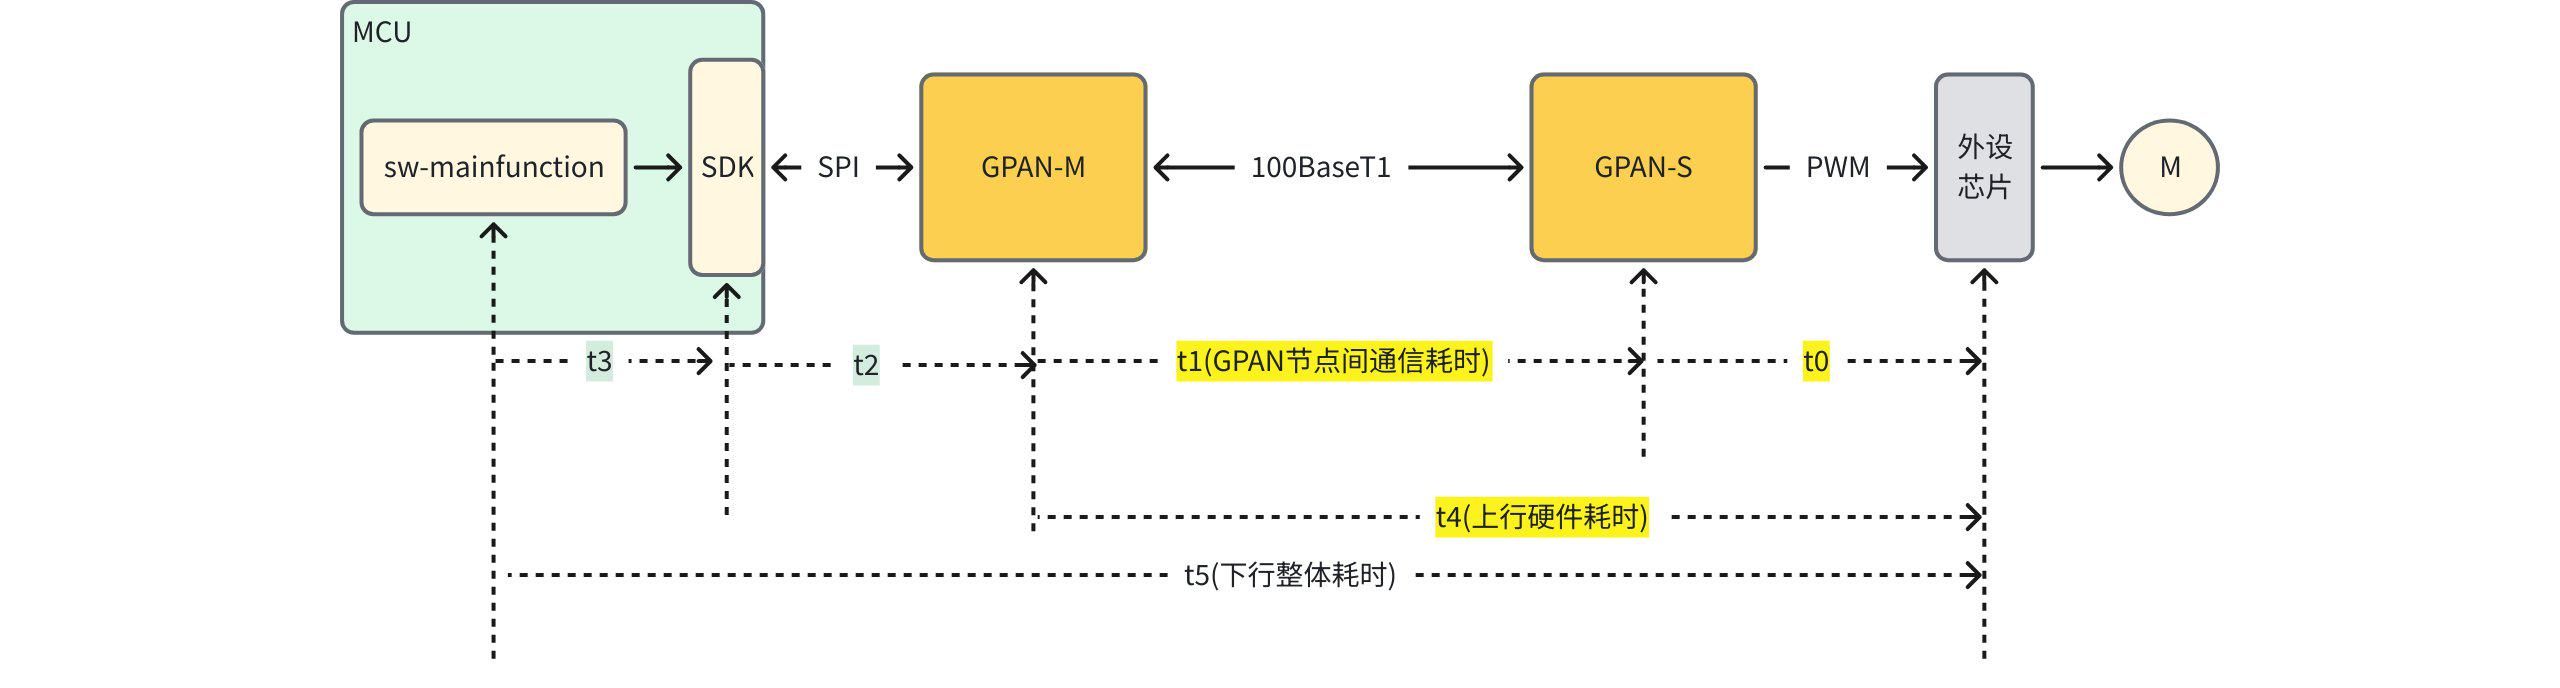 MCU
sw-mainfunction
SDK
SPI
GPAN-M
100BaseT1
GPAN-S
PWM
外设
芯片
M
t3
t2
t1(GPAN节点间通信耗时)
t0
t4(上行硬件耗时)
t5(下行整体耗时)